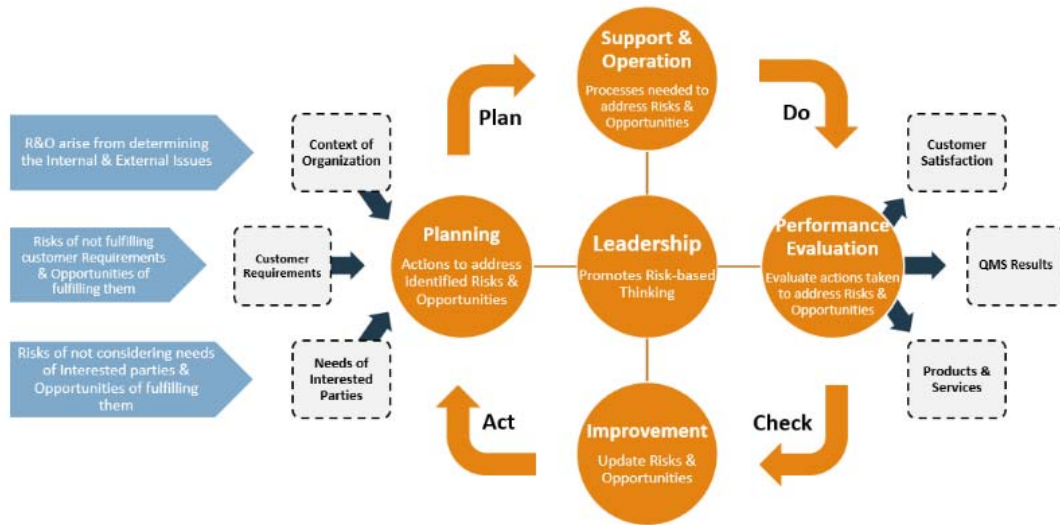 Support &
Operation
Processes needed to
address Risks &
Opportunities
Plan
Do
R&O arise from determining
the Internal & External Issues
Context of
Organization
Customer
Satisfaction
Risks of not fulfilling
customer Requirements
& Opportunities of
fulfilling them
Customer
Requirements
Planning
Actions to address
Identified Risks &
Opportunities
Leadership
Promotes Risk-based
Thinking
Performance
Evaluation
Evaluate actions taken
to address Risks &
Opportunities
QMS Results
Risks of not considering needs
of Interested parties &
Opportunities of fulfilling
them
Needs of
Interested
Parties
Products &
Services
Act
Check
Improvement
Update Risks &
Opportunities